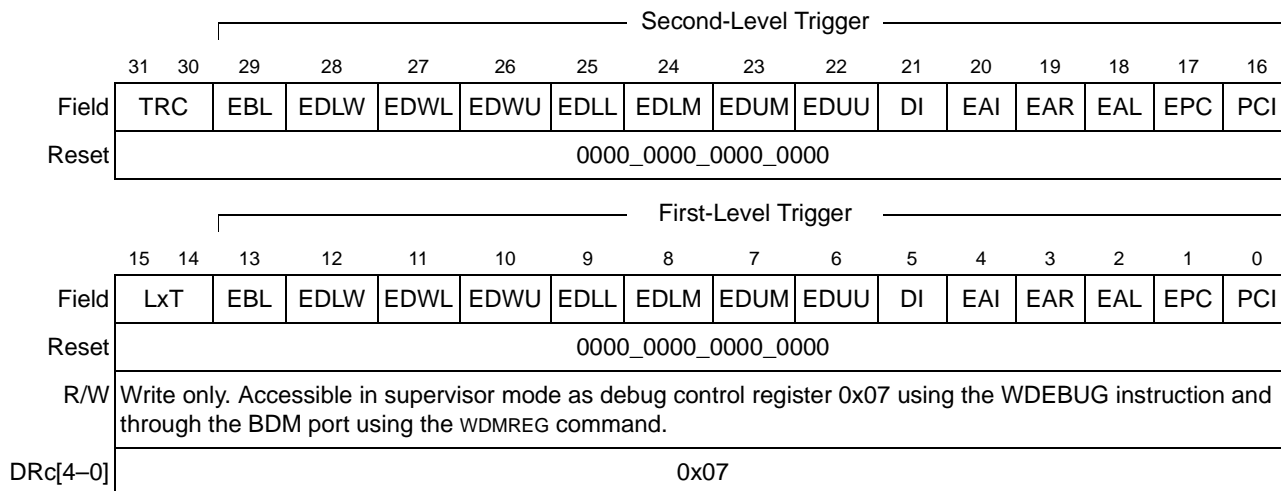 Second-Level Trigger
31 30 29 28 27 26 25 24 23 22 21 20 19 18 17 16
Field TRC EBL EDLW EDWL EDWU EDLL EDLM EDUM EDUU DI EAI EAR EAL EPC PCI
Reset 0000_0000_0000_0000
First-Level Trigger
15 14 13 12 11 10 9 8 7 6 5 4 3 2 1 0
Field LxT EBL EDLW EDWL EDWU EDLL EDLM EDUM EDUU DI EAI EAR EAL EPC PCI
Reset 0000_0000_0000_0000
R/W Write only. Accessible in supervisor mode as debug control register 0x07 using the WDEBUG instruction and
through the BDM port using the WDMREG command.
DRc[4–0] 0x07